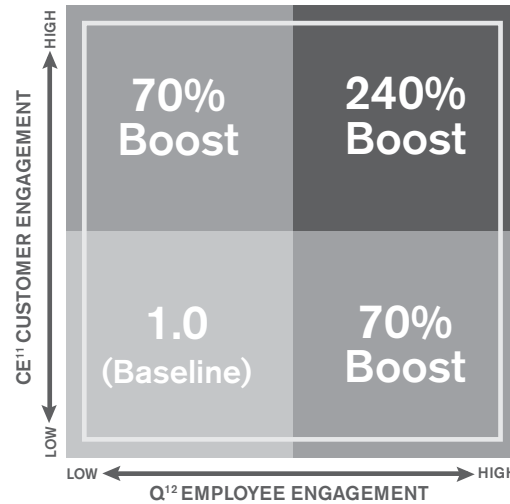 HIGH
CE¹¹ CUSTOMER ENGAGEMENT
LOW
70%
Boost
240%
Boost
1.0
(Baseline)
70%
Boost
LOW
HIGH
Q¹² EMPLOYEE ENGAGEMENT